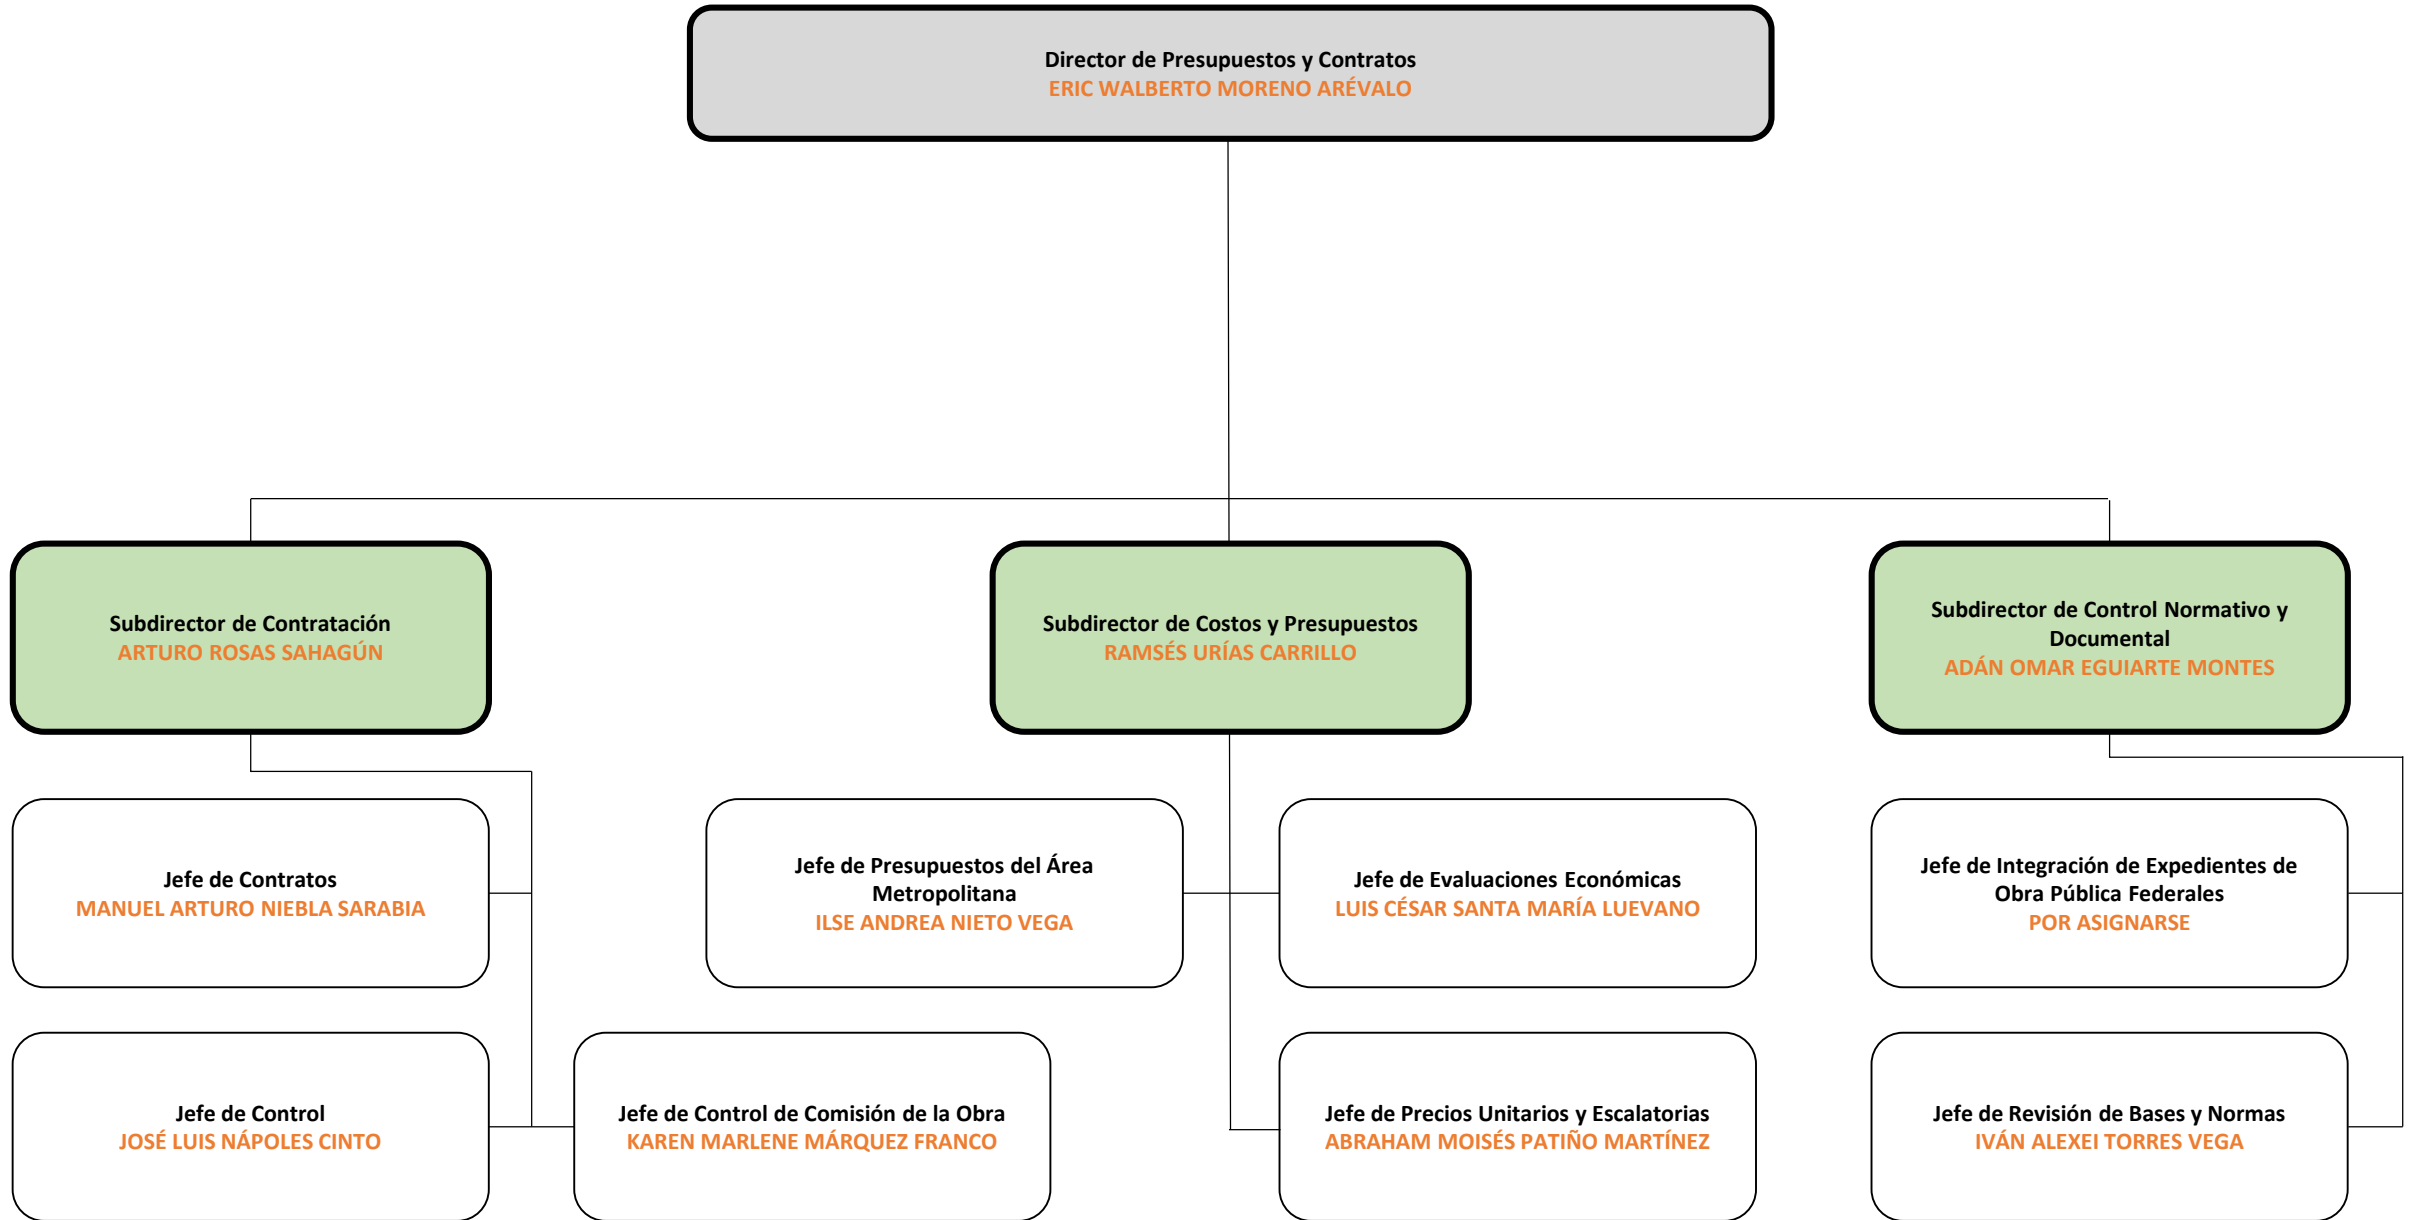 Director de Presupuestos y Contratos
ERIC WALBERTO MORENO ARÉVALO
Subdirector de Contratación
ARTURO ROSAS SAHAGÚN
Subdirector de Costos y Presupuestos
RAMSÉS URÍAS CARRILLO
Subdirector de Control Normativo y
Documental
ADÁN OMAR EGUIARTE MONTES
Jefe de Contratos
MANUEL ARTURO NIEBLA SARABIA
Jefe de Presupuestos del Área
Metropolitana
ILSE ANDREA NIETO VEGA
Jefe de Evaluaciones Económicas
LUIS CÉSAR SANTA MARÍA LUEVANO
Jefe de Integración de Expedientes de
Obra Pública Federales
POR ASIGNARSE
Jefe de Control
JOSÉ LUIS NÁPOLES CINTO
Jefe de Control de Comisión de la Obra
KAREN MARLENE MÁRQUEZ FRANCO
Jefe de Precios Unitarios y Escalatorias
ABRAHAM MOISÉS PATIÑO MARTÍNEZ
Jefe de Revisión de Bases y Normas
IVÁN ALEXEI TORRES VEGA